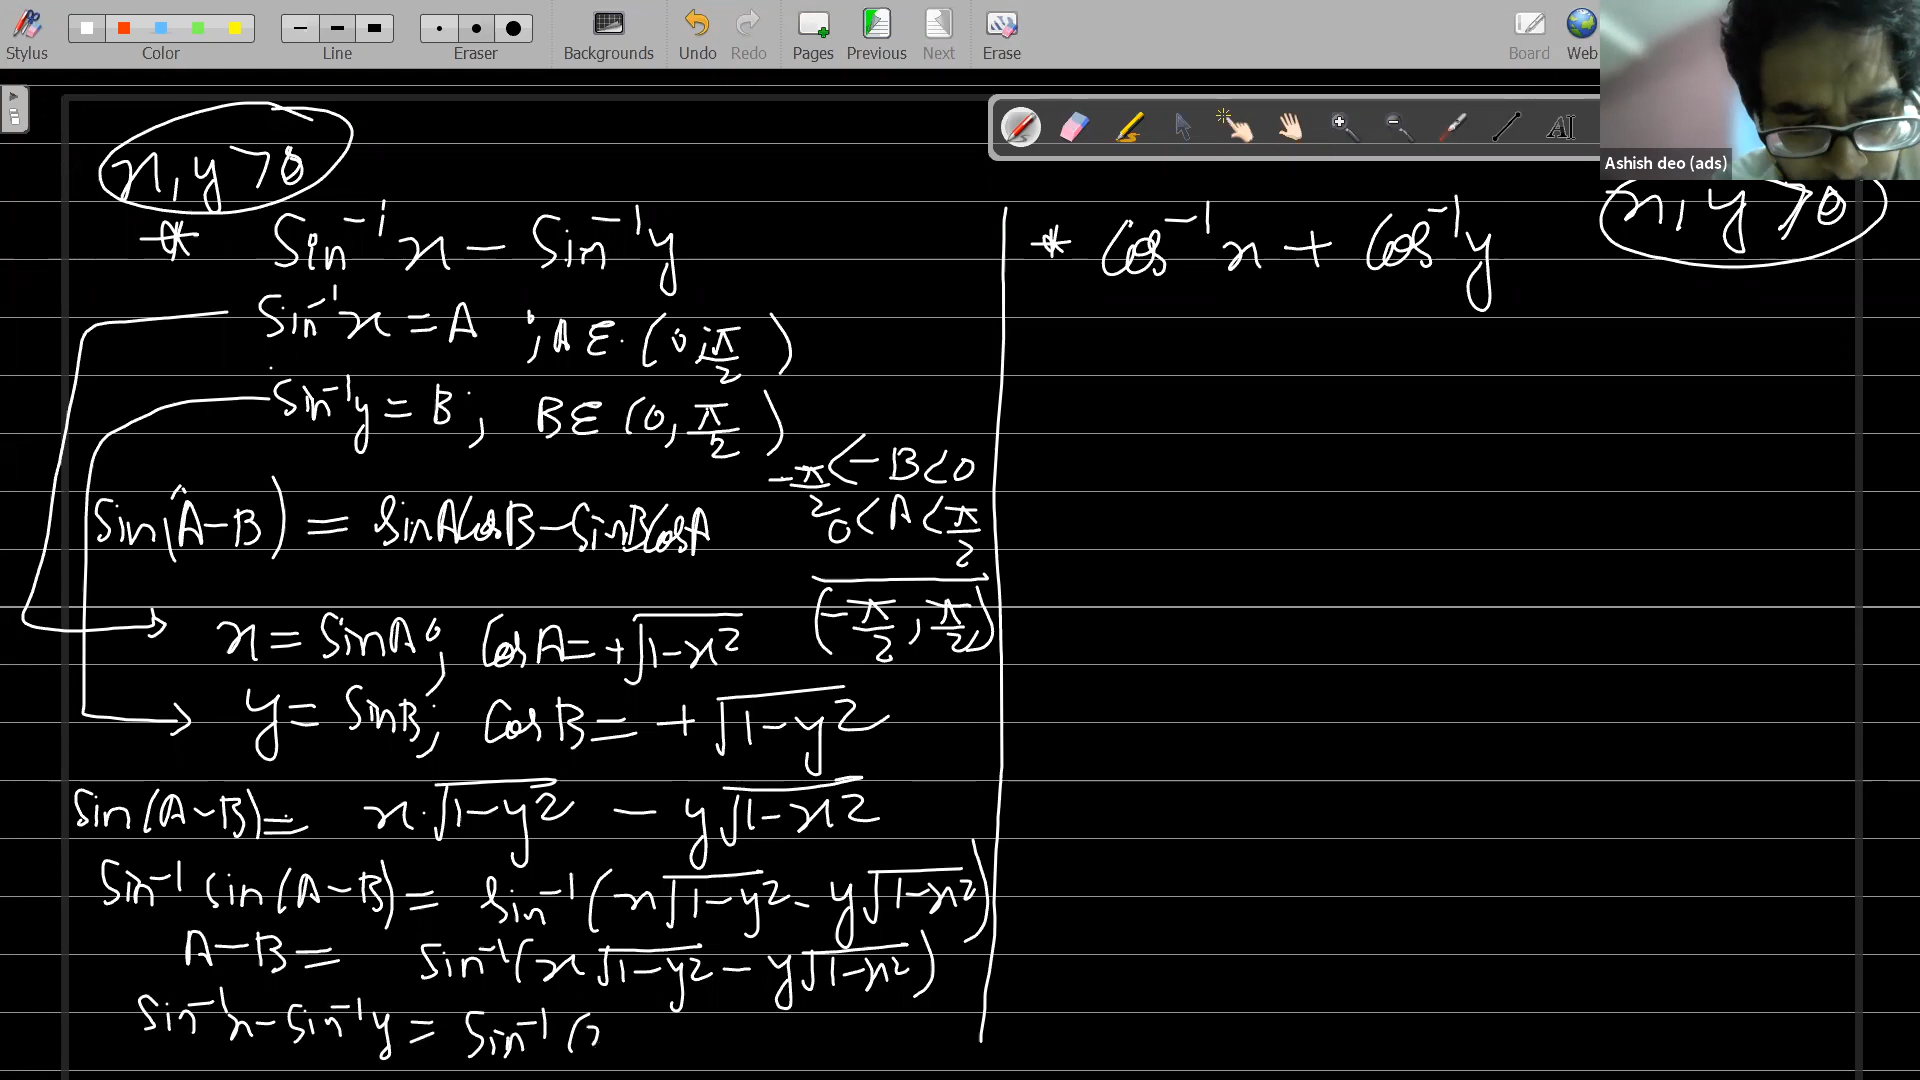 Stylus Color Line Eraser Backgrounds Undo Redo Pages Previous Next Erase Board Web
Ashish deo (ads)
x, y > 0
* Sin⁻¹x − Sin⁻¹y
Sin⁻¹x = A ; A ∈ (0, π/2)
Sin⁻¹y = B ; B ∈ (0, π/2)
−π/2 < −B < 0
0 < A < π/2
(−π/2, π/2)
Sin(A−B) = sinA cosB − sinB cosA
x = sinA ; cosA = +√1−x²
y = sinB ; cosB = +√1−y²
Sin(A−B) = x·√1−y² − y√1−x²
Sin⁻¹ sin(A−B) = sin⁻¹(x√1−y² − y√1−x²)
A−B = sin⁻¹(x√1−y² − y√1−x²)
Sin⁻¹x − Sin⁻¹y = Sin⁻¹(
* Cos⁻¹x + Cos⁻¹y
x, y > 0